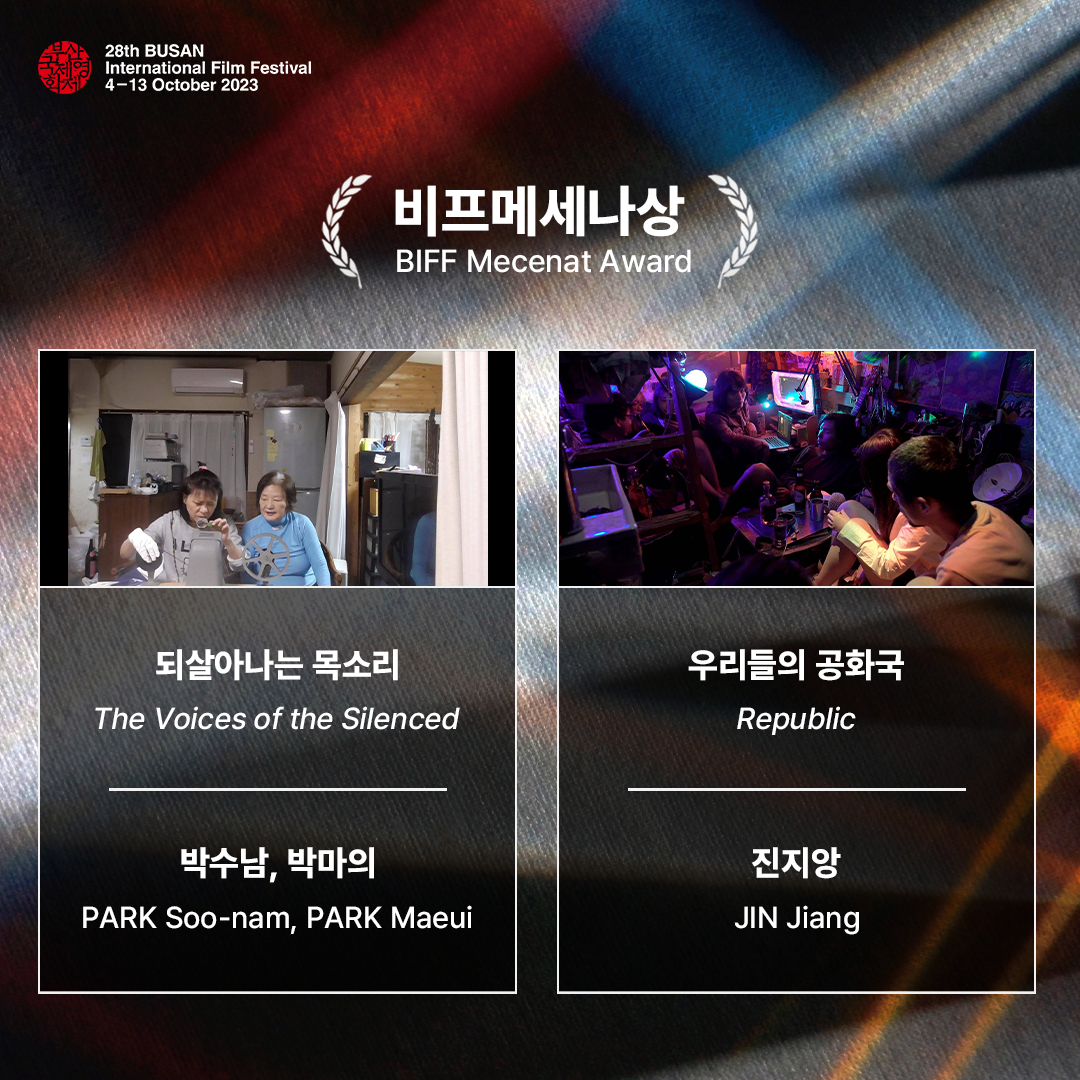 부산
국제영
화제
28th BUSAN
International Film Festival
4–13 October 2023
비프메세나상
BIFF Mecenat Award
되살아나는 목소리
The Voices of the Silenced
박수남, 박마의
PARK Soo-nam, PARK Maeui
우리들의 공화국
Republic
진지앙
JIN Jiang